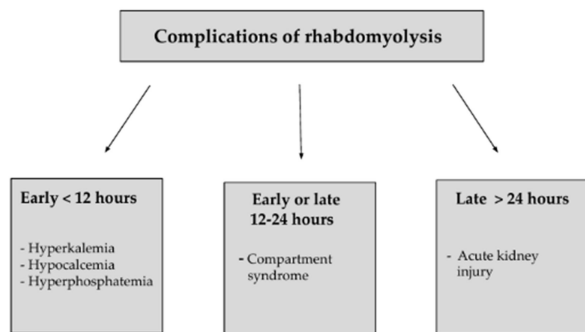 Complications of rhabdomyolysis
Early < 12 hours
- Hyperkalemia
- Hypocalcemia
- Hyperphosphatemia
Early or late
12-24 hours
- Compartment
syndrome
Late > 24 hours
- Acute kidney
injury